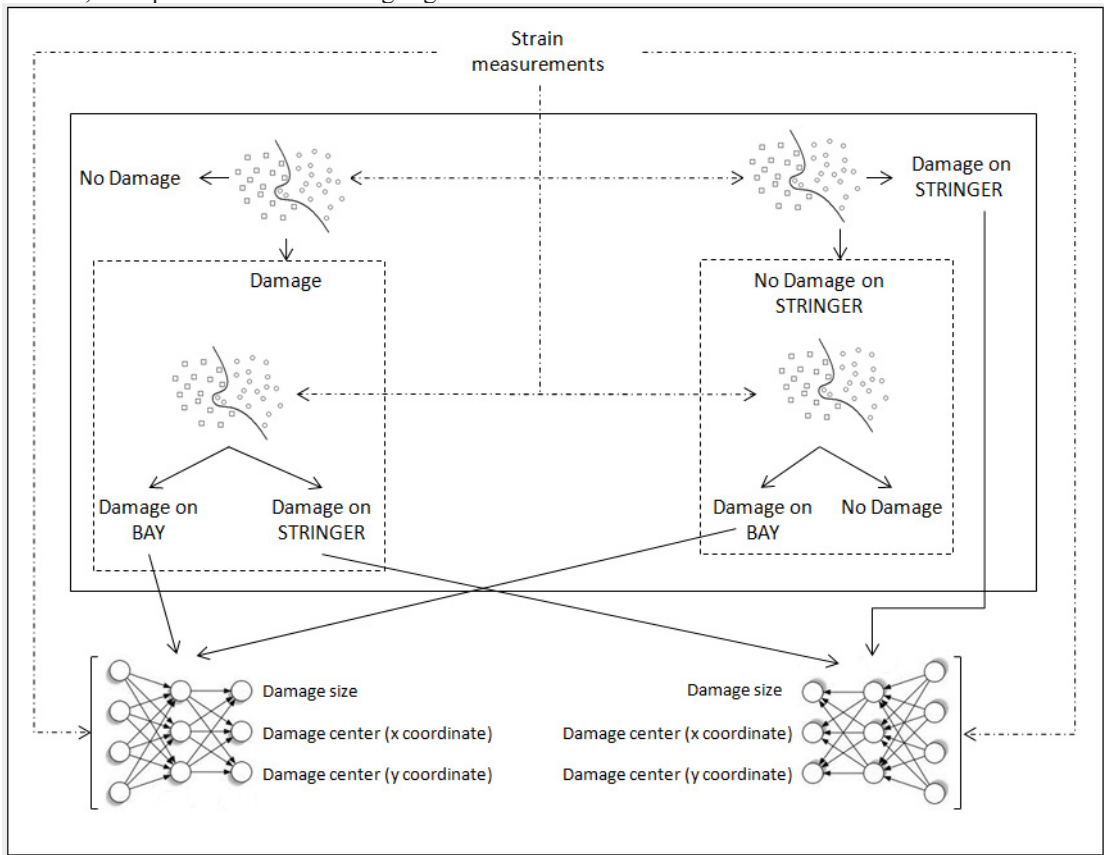 Strain
measurements
No Damage
Damage on
STRINGER
Damage
No Damage on
STRINGER
Damage on
BAY
Damage on
STRINGER
Damage on
BAY
No Damage
Damage size
Damage center (x coordinate)
Damage center (y coordinate)
Damage size
Damage center (x coordinate)
Damage center (y coordinate)